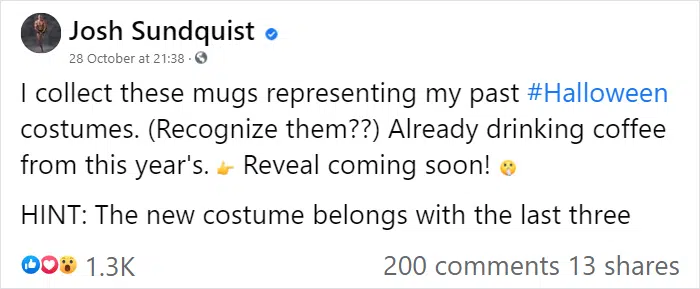 Josh Sundquist
28 October at 21:38 ·
I collect these mugs representing my past #Halloween
costumes. (Recognize them??) Already drinking coffee
from this year's. 👉 Reveal coming soon! 🤫
HINT: The new costume belongs with the last three
1.3K 200 comments 13 shares